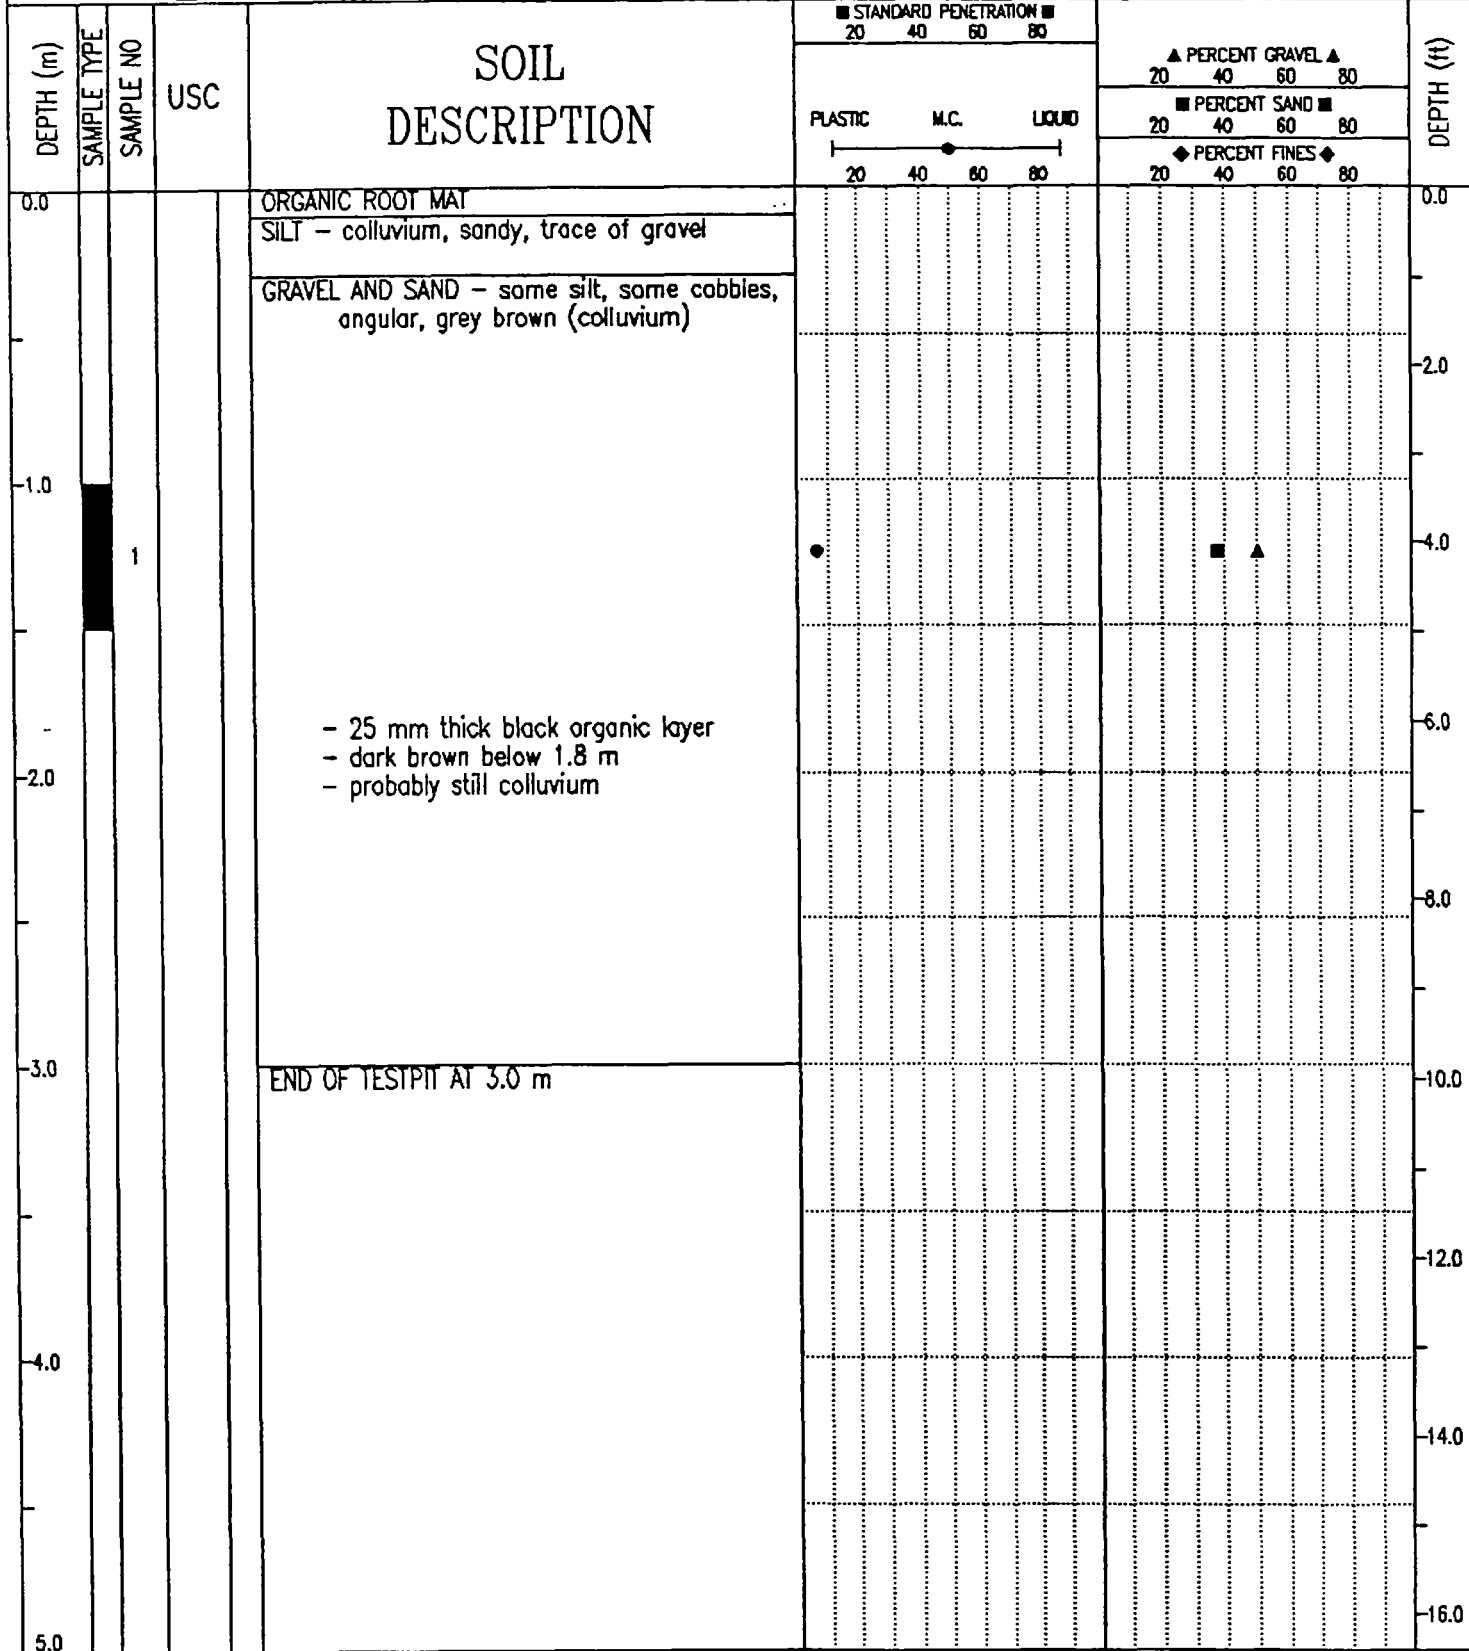 DEPTH (m)
SAMPLE TYPE
SAMPLE NO
USC
SOIL
DESCRIPTION
■ STANDARD PENETRATION ■
20 40 60 80
PLASTIC M.C. LIQUID
20 40 60 80
▲ PERCENT GRAVEL ▲
20 40 60 80
■ PERCENT SAND ■
20 40 60 80
◆ PERCENT FINES ◆
20 40 60 80
DEPTH (ft)
0.0
ORGANIC ROOT MAT
0.0
SILT - colluvium, sandy, trace of gravel
GRAVEL AND SAND - some silt, some cobbles,
angular, grey brown (colluvium)
2.0
1.0
4.0
1
6.0
- 25 mm thick black organic layer
- dark brown below 1.8 m
- probably still colluvium
2.0
8.0
3.0
END OF TESTPIT AT 3.0 m
10.0
12.0
4.0
14.0
16.0
5.0